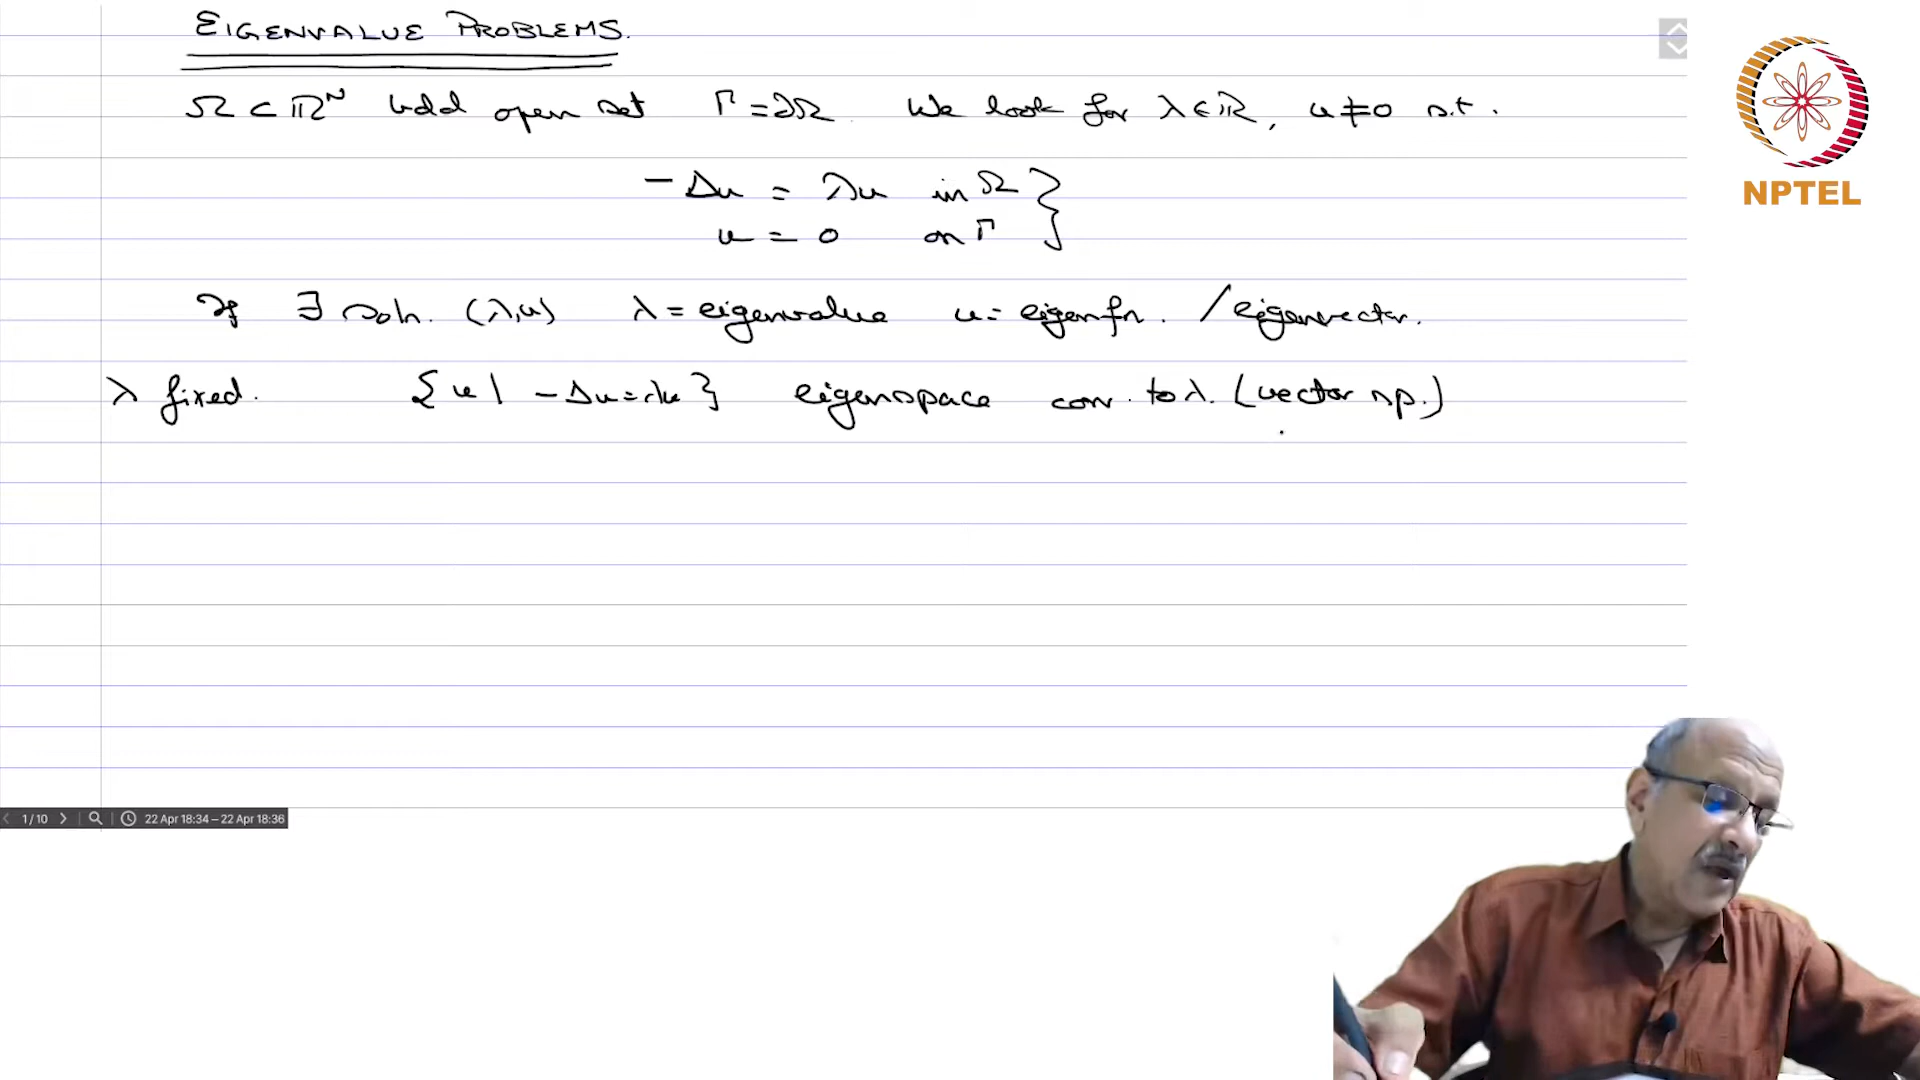 EIGENVALUE PROBLEMS.
Ω ⊂ ℝᴺ bdd open set Γ = ∂Ω. We look for λ ∈ ℝ, u ≠ 0 s.t.
NPTEL
-Δu = λu in Ω }
u = 0 on Γ
If ∃ soln. (λ,u) λ = eigenvalue u = eigenfn. / eigenvector.
λ fixed. {u | -Δu = λu } eigenspace corr. to λ. (vector sp.)
1/10 22 Apr 18:34 – 22 Apr 18:36